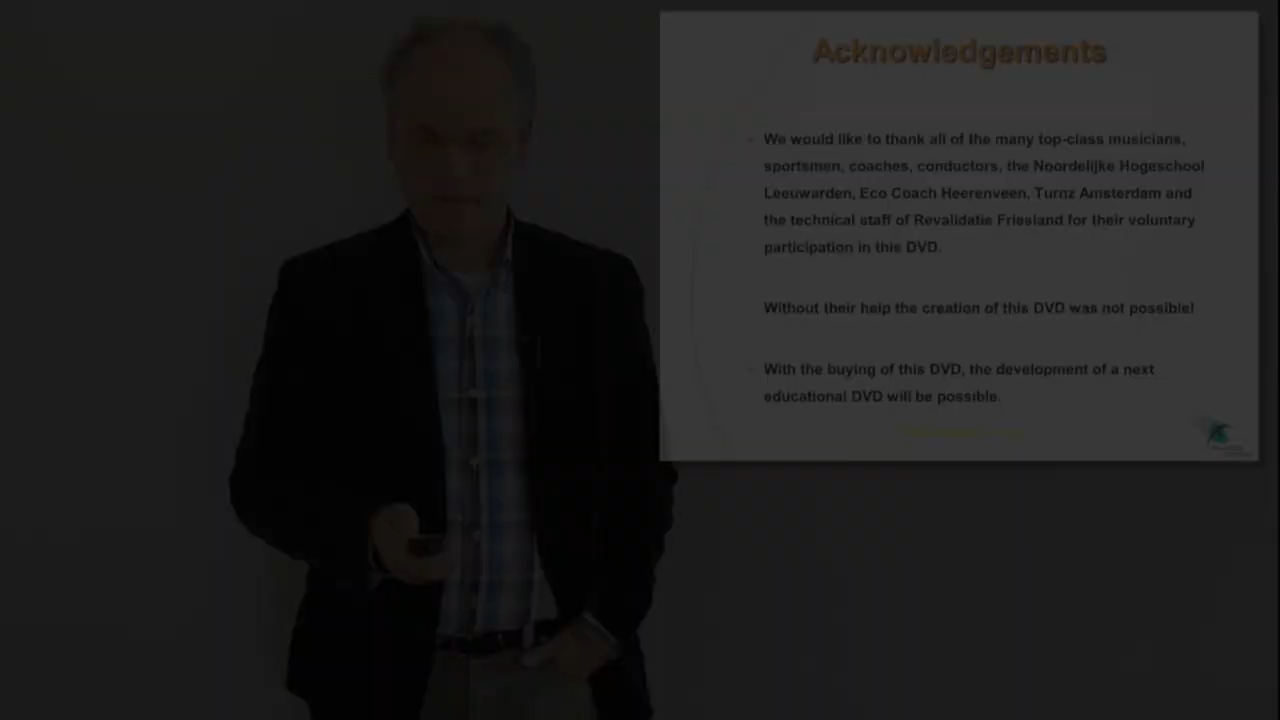 Acknowledgements
We would like to thank all of the many top-class musicians,
sportsmen, coaches, conductors, the Noordelijke Hogeschool
Leeuwarden, Eco Coach Heerenveen, Turnz Amsterdam and
the technical staff of Revalidatie Friesland for their voluntary
participation in this DVD.
Without their help the creation of this DVD was not possible!
With the buying of this DVD, the development of a next
educational DVD will be possible.